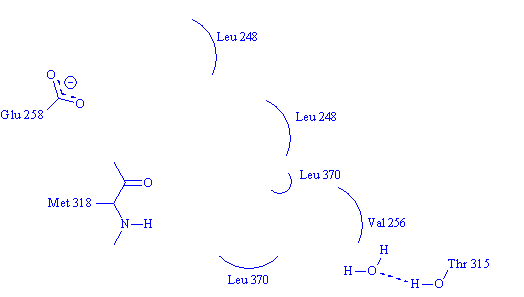 Leu 248
O
−
O
Glu 258
Leu 248
Leu 370
O
Met 318
Val 256
N H
H
Thr 315
H O
H O
Leu 370